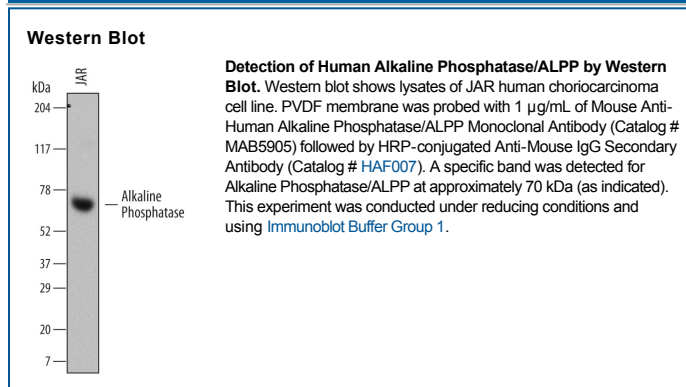 Western Blot
kDa
JAR
204
117
78
52
37
29
20
7
Alkaline
Phosphatase
Detection of Human Alkaline Phosphatase/ALPP by Western
Blot. Western blot shows lysates of JAR human choriocarcinoma
cell line. PVDF membrane was probed with 1 µg/mL of Mouse Anti-
Human Alkaline Phosphatase/ALPP Monoclonal Antibody (Catalog #
MAB5905) followed by HRP-conjugated Anti-Mouse IgG Secondary
Antibody (Catalog # HAF007). A specific band was detected for
Alkaline Phosphatase/ALPP at approximately 70 kDa (as indicated).
This experiment was conducted under reducing conditions and
using Immunoblot Buffer Group 1.